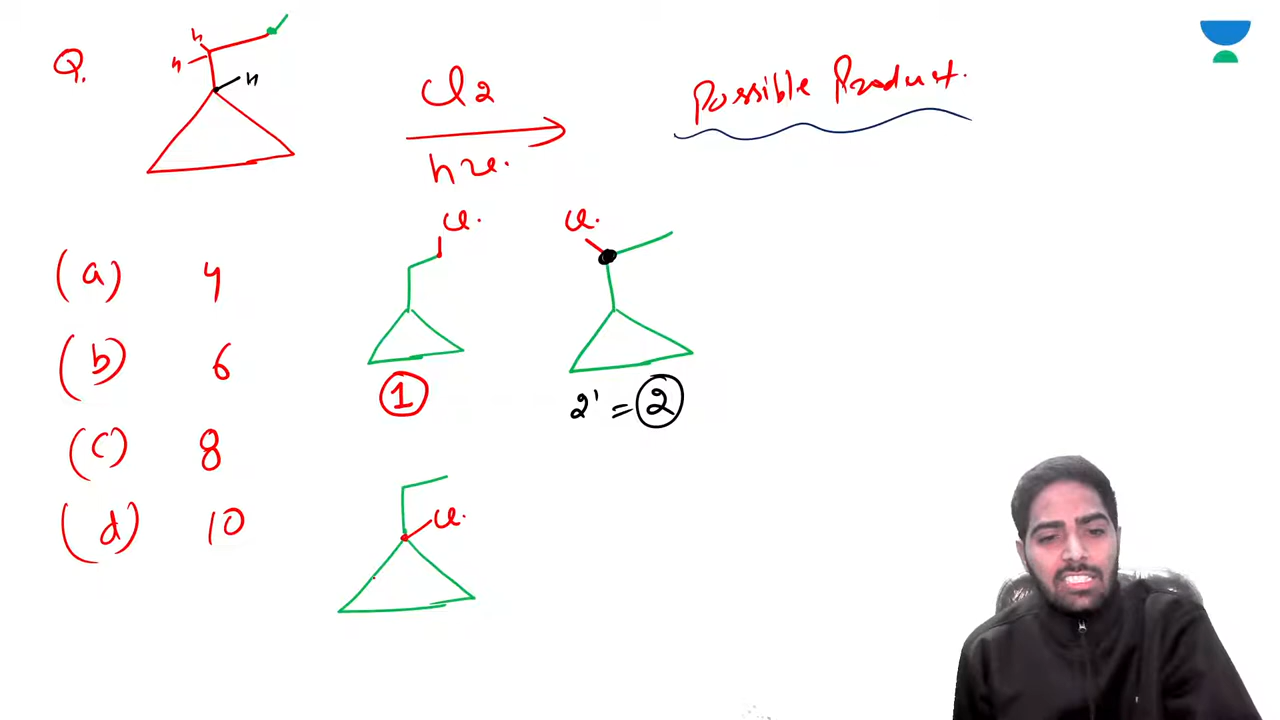 Q.
H
H
H
Cl2
hν.
Possible Product.
(a) 4
(b) 6
(c) 8
(d) 10
Cl.
1
Cl.
2' = 2
Cl.